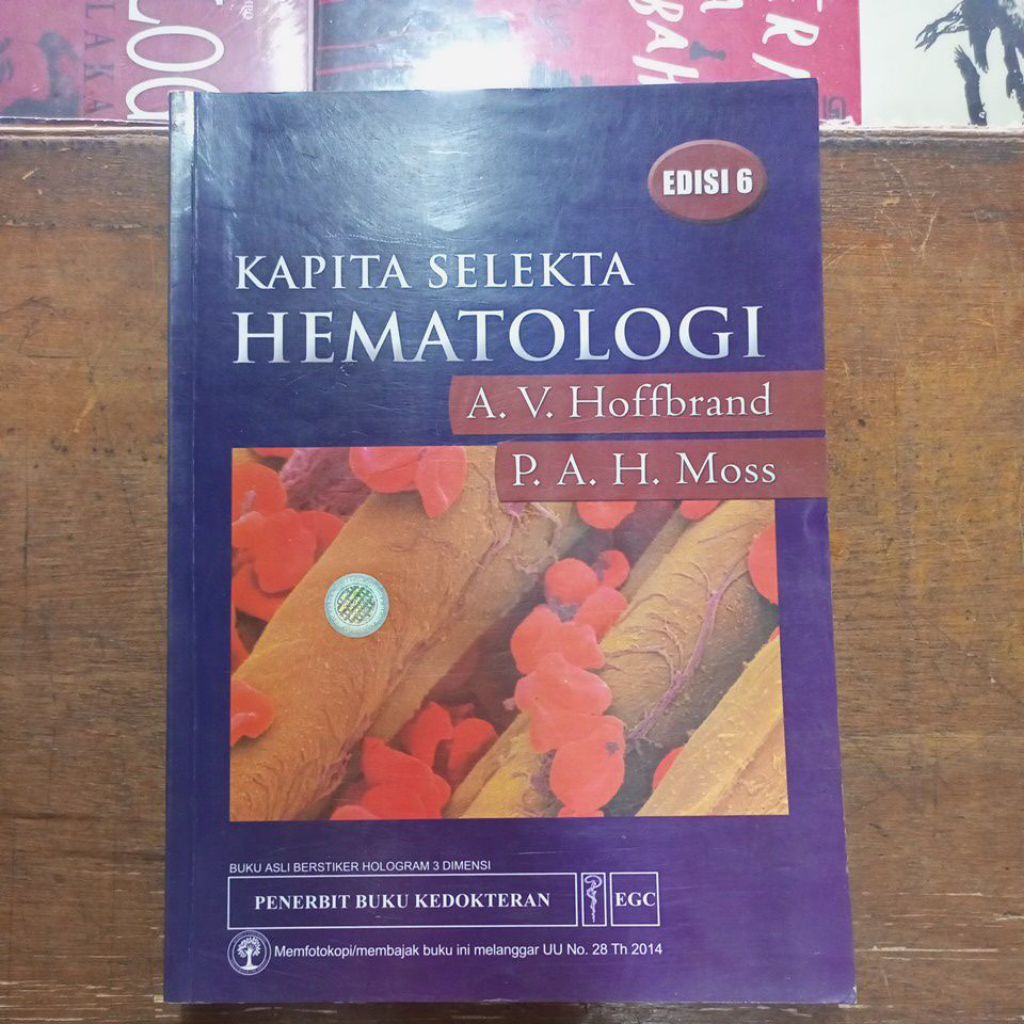 EDISI 6
KAPITA SELEKTA
HEMATOLOGI
A. V. Hoffbrand
P. A. H. Moss
BUKU ASLI BERSTIKER HOLOGRAM 3 DIMENSI
PENERBIT BUKU KEDOKTERAN
EGC
Memfotokopi/membajak buku ini melanggar UU No. 28 Th 2014